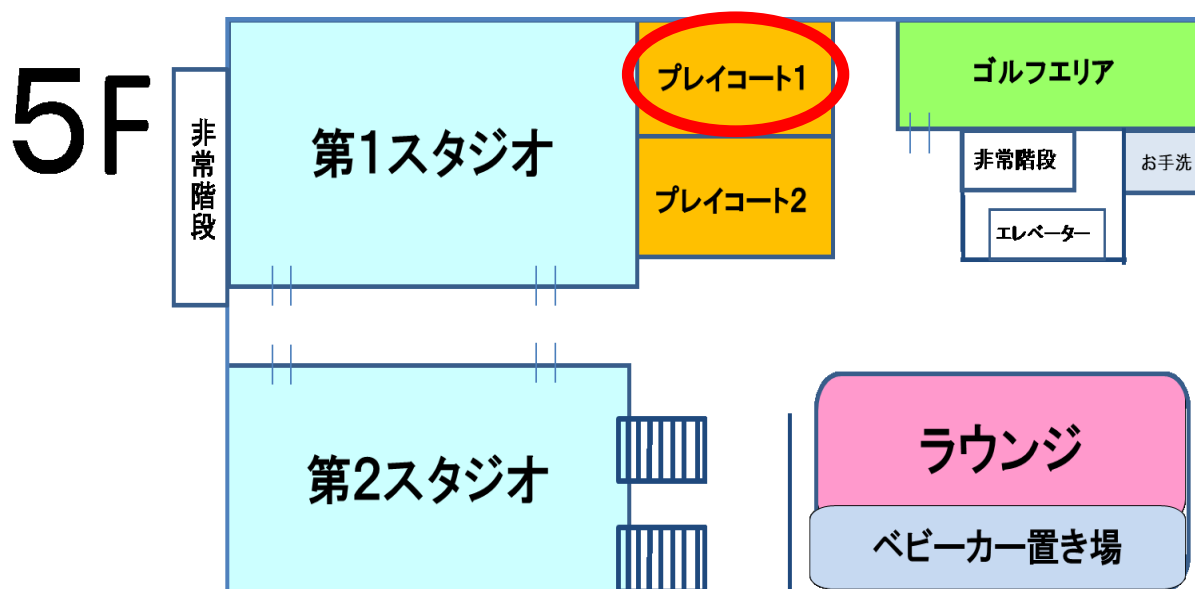 5F
非常階段
第1スタジオ
プレイコート1
プレイコート2
ゴルフエリア
非常階段
お手洗
エレベーター
第2スタジオ
ラウンジ
ベビーカー置き場